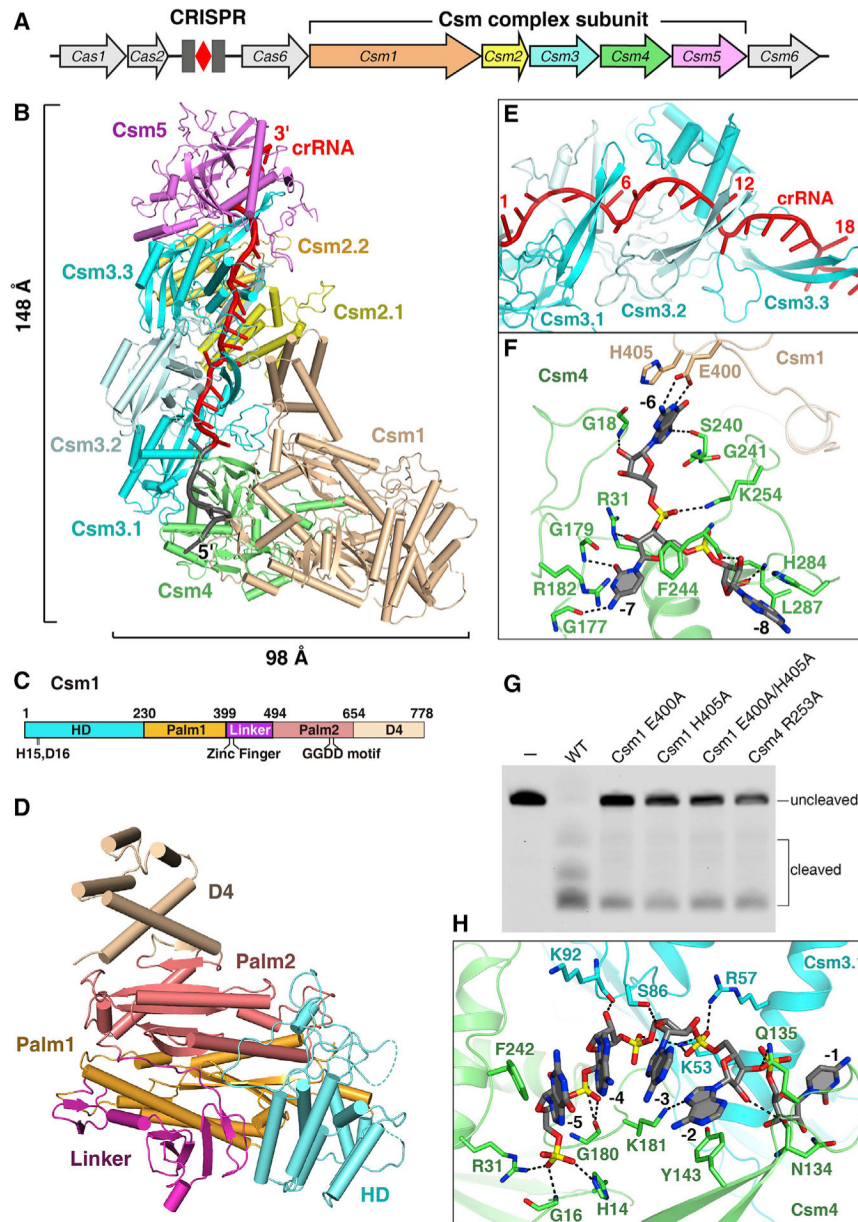 A
CRISPR
Csm complex subunit
Cas1 Cas2 Cas6 Csm1 Csm2 Csm3 Csm4 Csm5 Csm6
B
Csm5
3'
crRNA
Csm3.3
Csm2.2
Csm2.1
148 Å
Csm3.2
Csm1
Csm3.1
5'
Csm4
98 Å
C Csm1
1 230 399 494 654 778
HD Palm1 Linker Palm2 D4
H15,D16 Zinc Finger GGDD motif
D
D4
Palm2
Palm1
Linker
HD
E
1 6 12 18
crRNA
Csm3.1 Csm3.2 Csm3.3
F
H405
E400
Csm1
Csm4
-6
G18
S240
G241
K254
R31
G179
H284
R182
F244
L287
G177
-7
-8
G
– WT Csm1 E400A Csm1 H405A Csm1 E400A/H405A Csm4 R253A
uncleaved
cleaved
H
K92
S86
R57
Csm3.1
Q135
F242
K53
-1
-5 -4 -3
-2
G180
K181
R31
Y143
N134
G16
H14
Csm4